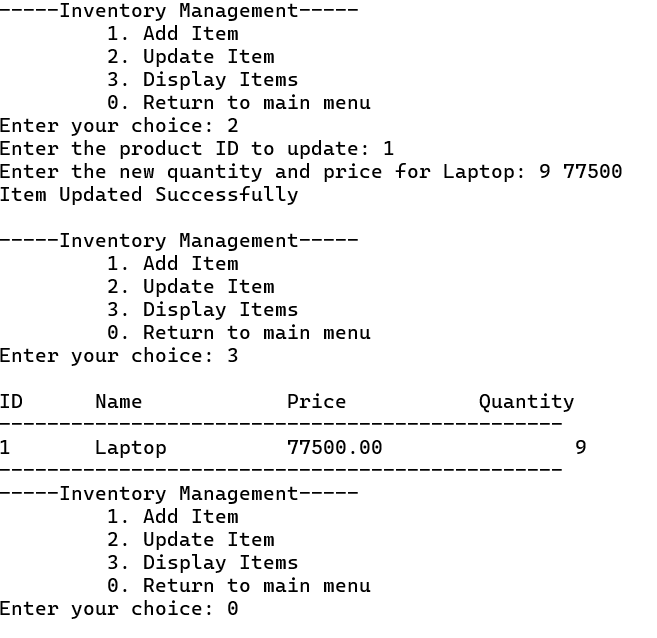 -----Inventory Management-----
         1. Add Item
         2. Update Item
         3. Display Items
         0. Return to main menu
Enter your choice: 2
Enter the product ID to update: 1
Enter the new quantity and price for Laptop: 9 77500
Item Updated Successfully

-----Inventory Management-----
         1. Add Item
         2. Update Item
         3. Display Items
         0. Return to main menu
Enter your choice: 3

ID      Name            Price           Quantity
-----------------------------------------------
1       Laptop          77500.00                9
-----------------------------------------------
-----Inventory Management-----
         1. Add Item
         2. Update Item
         3. Display Items
         0. Return to main menu
Enter your choice: 0